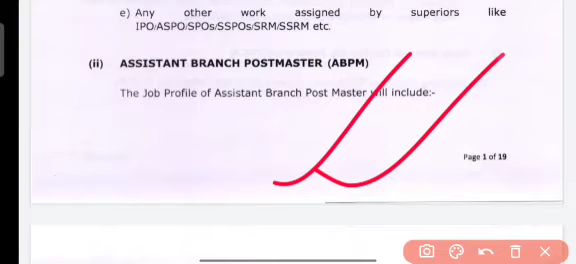 e) Any other work assigned by superiors like
IPO/ASPO/SPOs/SSPOs/SRM/SSRM etc.
(ii) ASSISTANT BRANCH POSTMASTER (ABPM)
The Job Profile of Assistant Branch Post Master will include:-
Page 1 of 19